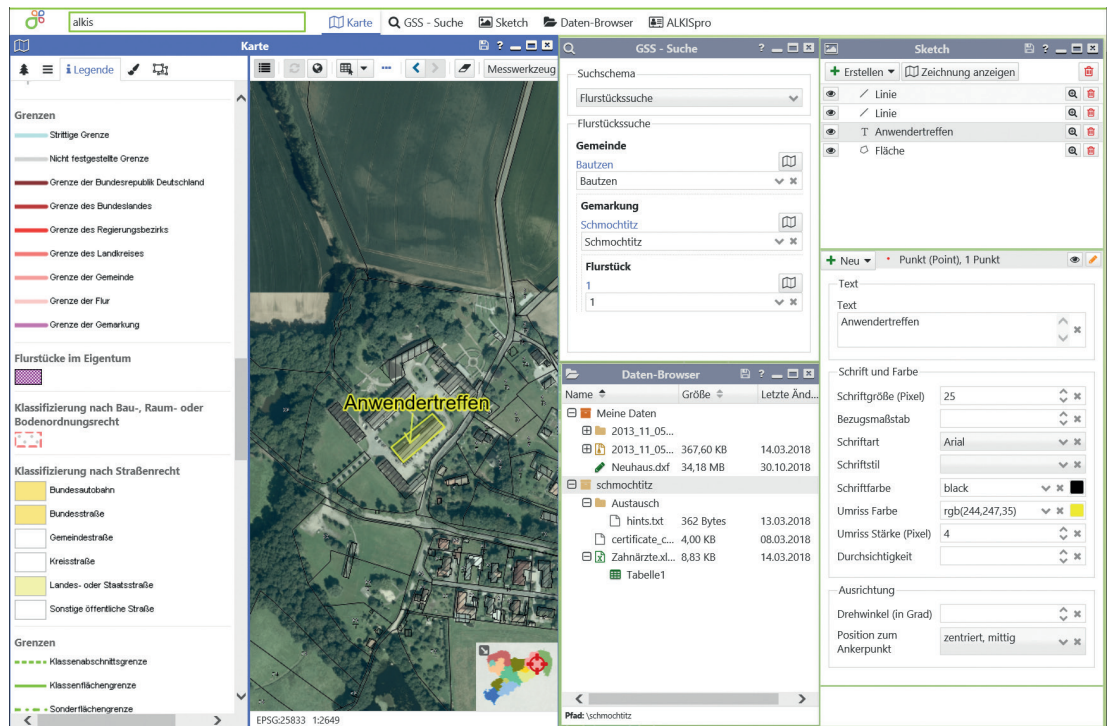 alkis
Karte
GSS - Suche
Sketch
Daten-Browser
ALKISpro
Karte
?
Legende
Messwerkzeug
Grenzen
Strittige Grenze
Nicht festgestellte Grenze
Grenze der Bundesrepublik Deutschland
Grenze des Bundeslandes
Grenze des Regierungsbezirks
Grenze des Landkreises
Grenze der Gemeinde
Grenze der Flur
Grenze der Gemarkung
Flurstücke im Eigentum
Klassifizierung nach Bau-, Raum- oder
Bodenordnungsrecht
Klassifizierung nach Straßenrecht
Bundesautobahn
Bundesstraße
Gemeindestraße
Kreisstraße
Landes- oder Staatsstraße
Sonstige öffentliche Straße
Grenzen
Klassenabschnittsgrenze
Klassenflächengrenze
Sonderflächengrenze
Anwendertreffen
EPSG:25833 1:2649
GSS - Suche
?
Suchschema
Flurstückssuche
Flurstückssuche
Gemeinde
Bautzen
Bautzen
Gemarkung
Schmochtitz
Schmochtitz
Flurstück
1
1
Daten-Browser
?
Name Größe Letzte Änd...
Meine Daten
2013_11_05...
2013_11_05... 367,60 KB 14.03.2018
Neuhaus.dxf 34,18 MB 30.10.2018
schmochtitz
Austausch
hints.txt 362 Bytes 13.03.2018
certificate_c... 4,00 KB 08.03.2018
Zahnärzte.xl... 8,83 KB 14.03.2018
Tabelle1
Pfad: \schmochtitz
Sketch
?
Erstellen Zeichnung anzeigen
Linie
Linie
T Anwendertreffen
Fläche
Neu Punkt (Point), 1 Punkt
Text
Text
Anwendertreffen
Schrift und Farbe
Schriftgröße (Pixel) 25
Bezugsmaßstab
Schriftart Arial
Schriftstil
Schriftfarbe black
Umriss Farbe rgb(244,247,35)
Umriss Stärke (Pixel) 4
Durchsichtigkeit
Ausrichtung
Drehwinkel (in Grad)
Position zum zentriert, mittig
Ankerpunkt